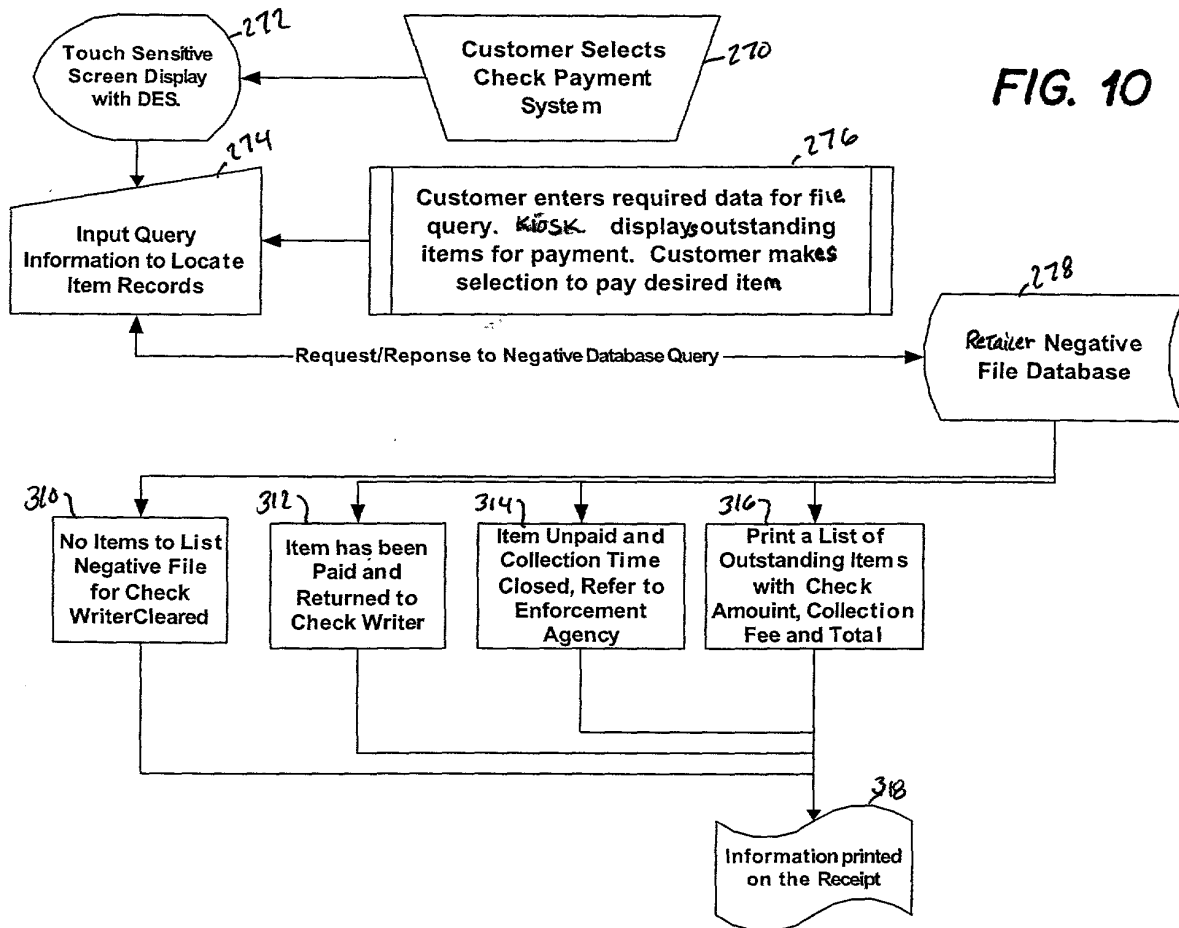 272
Touch Sensitive
Screen Display
with DES.
Customer Selects
Check Payment
System
270
FIG. 10
274
Input Query
Information to Locate
Item Records
276
Customer enters required data for file
query. KIOSK displays outstanding
items for payment. Customer makes
selection to pay desired item
278
Retailer Negative
File Database
Request/Reponse to Negative Database Query
310
No Items to List
Negative File
for Check
WriterCleared
312
Item has been
Paid and
Returned to
Check Writer
314
Item Unpaid and
Collection Time
Closed, Refer to
Enforcement
Agency
316
Print a List of
Outstanding Items
with Check
Amouint, Collection
Fee and Total
318
Information printed
on the Receipt